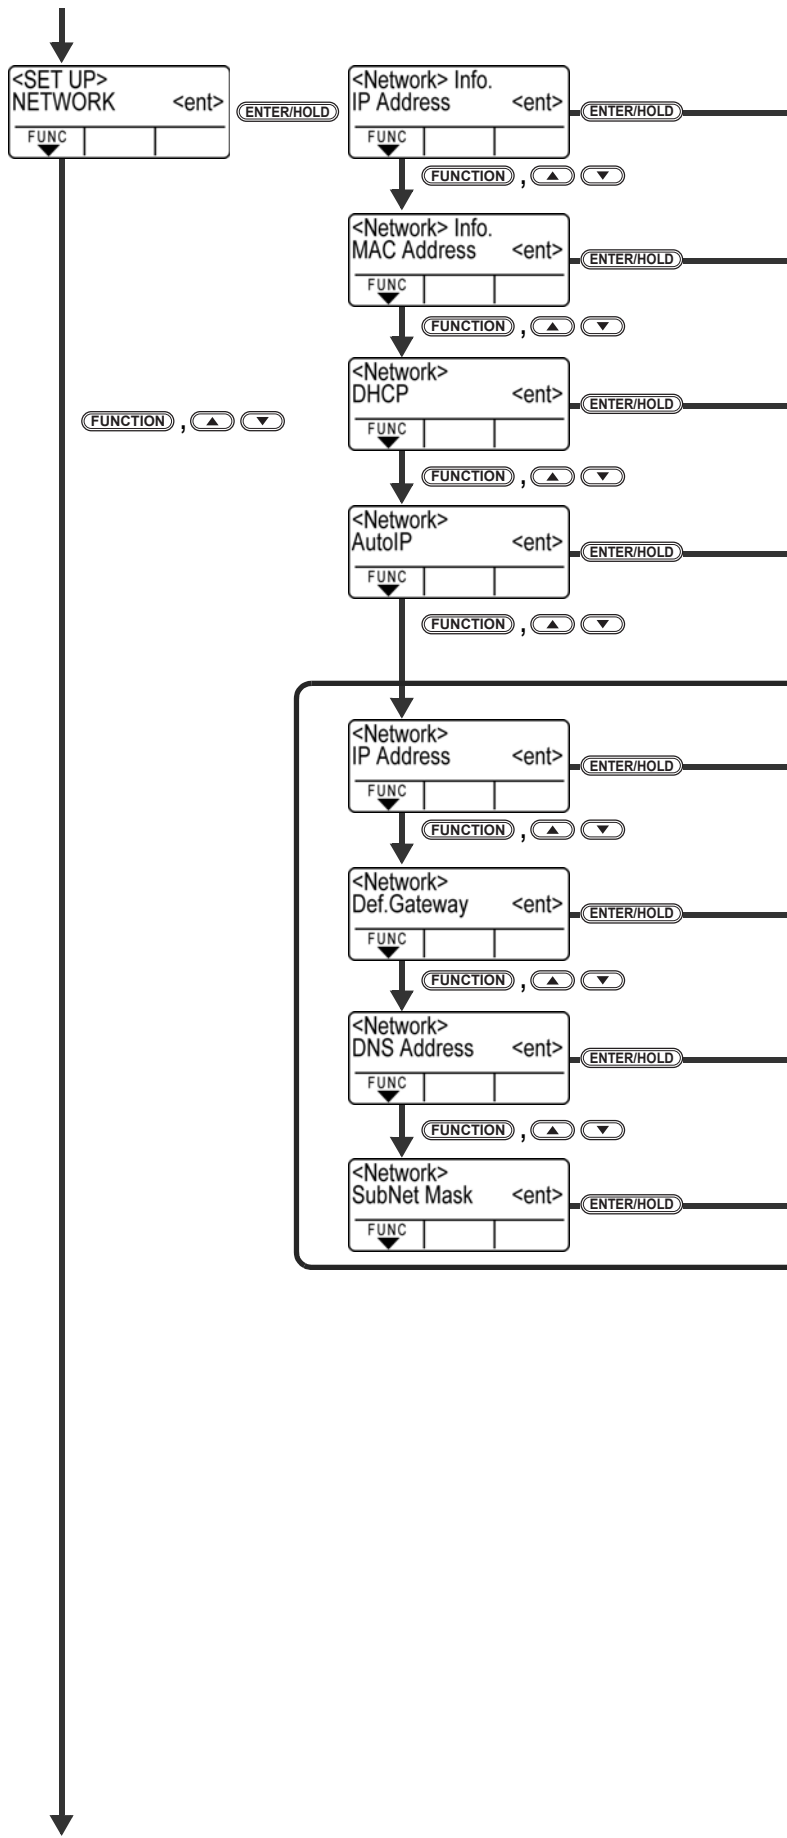 <SET UP>
NETWORK <ent>
FUNC
ENTER/HOLD
<Network> Info.
IP Address <ent>
FUNC
ENTER/HOLD
FUNCTION , ▲ ▼
<Network> Info.
MAC Address <ent>
FUNC
ENTER/HOLD
FUNCTION , ▲ ▼
<Network>
DHCP <ent>
FUNC
ENTER/HOLD
FUNCTION , ▲ ▼
FUNCTION , ▲ ▼
<Network>
AutoIP <ent>
FUNC
ENTER/HOLD
FUNCTION , ▲ ▼
<Network>
IP Address <ent>
FUNC
ENTER/HOLD
FUNCTION , ▲ ▼
<Network>
Def.Gateway <ent>
FUNC
ENTER/HOLD
FUNCTION , ▲ ▼
<Network>
DNS Address <ent>
FUNC
ENTER/HOLD
FUNCTION , ▲ ▼
<Network>
SubNet Mask <ent>
FUNC
ENTER/HOLD